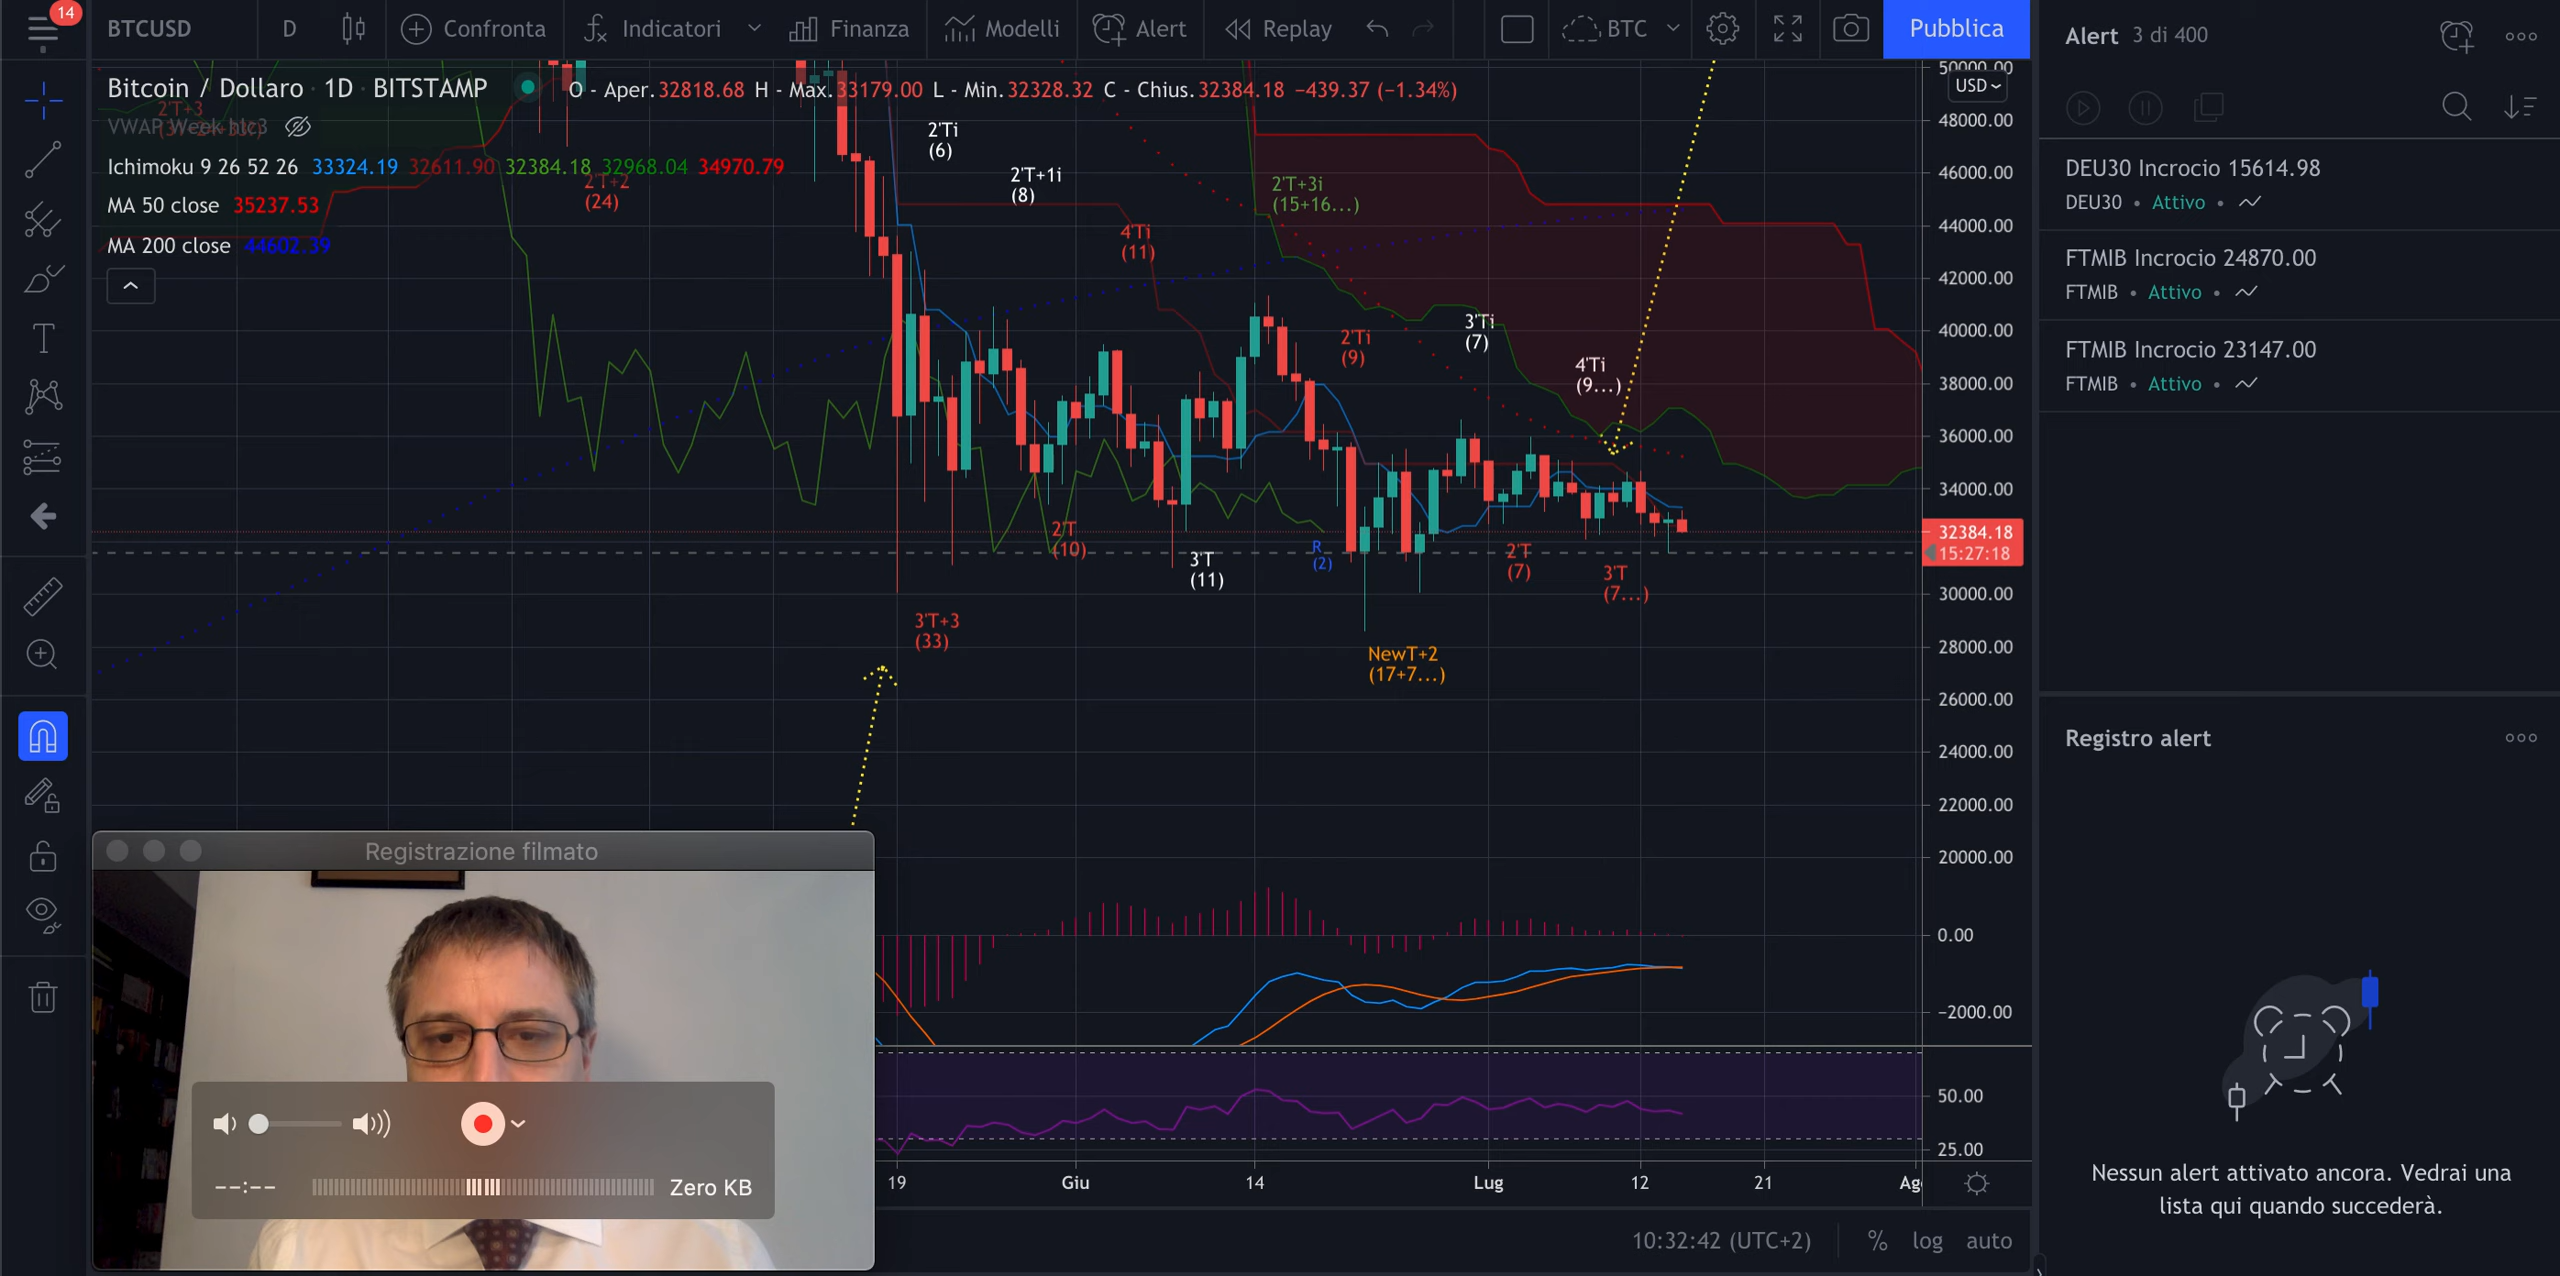 14
BTCUSD
D
Confronta
Indicatori
Finanza
Modelli
Alert
Replay
BTC
Pubblica
Bitcoin / Dollaro · 1D · BITSTAMP
O - Aper.32818.68 H - Max.33179.00 L - Min.32328.32 C - Chius.32384.18 −439.37 (−1.34%)
2'T+3
VWAP Week hlc3
Ichimoku 9 26 52 26 33324.19 32611.90 32384.18 32968.04 34970.79
MA 50 close 35237.53
MA 200 close 44602.39
2'T+2
(24)
2'Ti
(6)
2'T+1i
(8)
4'Ti
(11)
2'T+3i
(15+16...)
2'Ti
(9)
3'Ti
(7)
4'Ti
(9...)
2'T
(10)
3'T
(11)
R
(2)
2'T
(7)
3'T
(7...)
3'T+3
(33)
NewT+2
(17+7...)
50000.00
USD
48000.00
46000.00
44000.00
42000.00
40000.00
38000.00
36000.00
34000.00
32384.18
15:27:18
30000.00
28000.00
26000.00
24000.00
22000.00
20000.00
0.00
−2000.00
50.00
25.00
19
Giu
14
Lug
12
21
10:32:42 (UTC+2)
%
log
auto
Registrazione filmato
--:--
Zero KB
Alert 3 di 400
DEU30 Incrocio 15614.98
DEU30 • Attivo •
FTMIB Incrocio 24870.00
FTMIB • Attivo •
FTMIB Incrocio 23147.00
FTMIB • Attivo •
Registro alert
Nessun alert attivato ancora. Vedrai una
lista qui quando succederà.